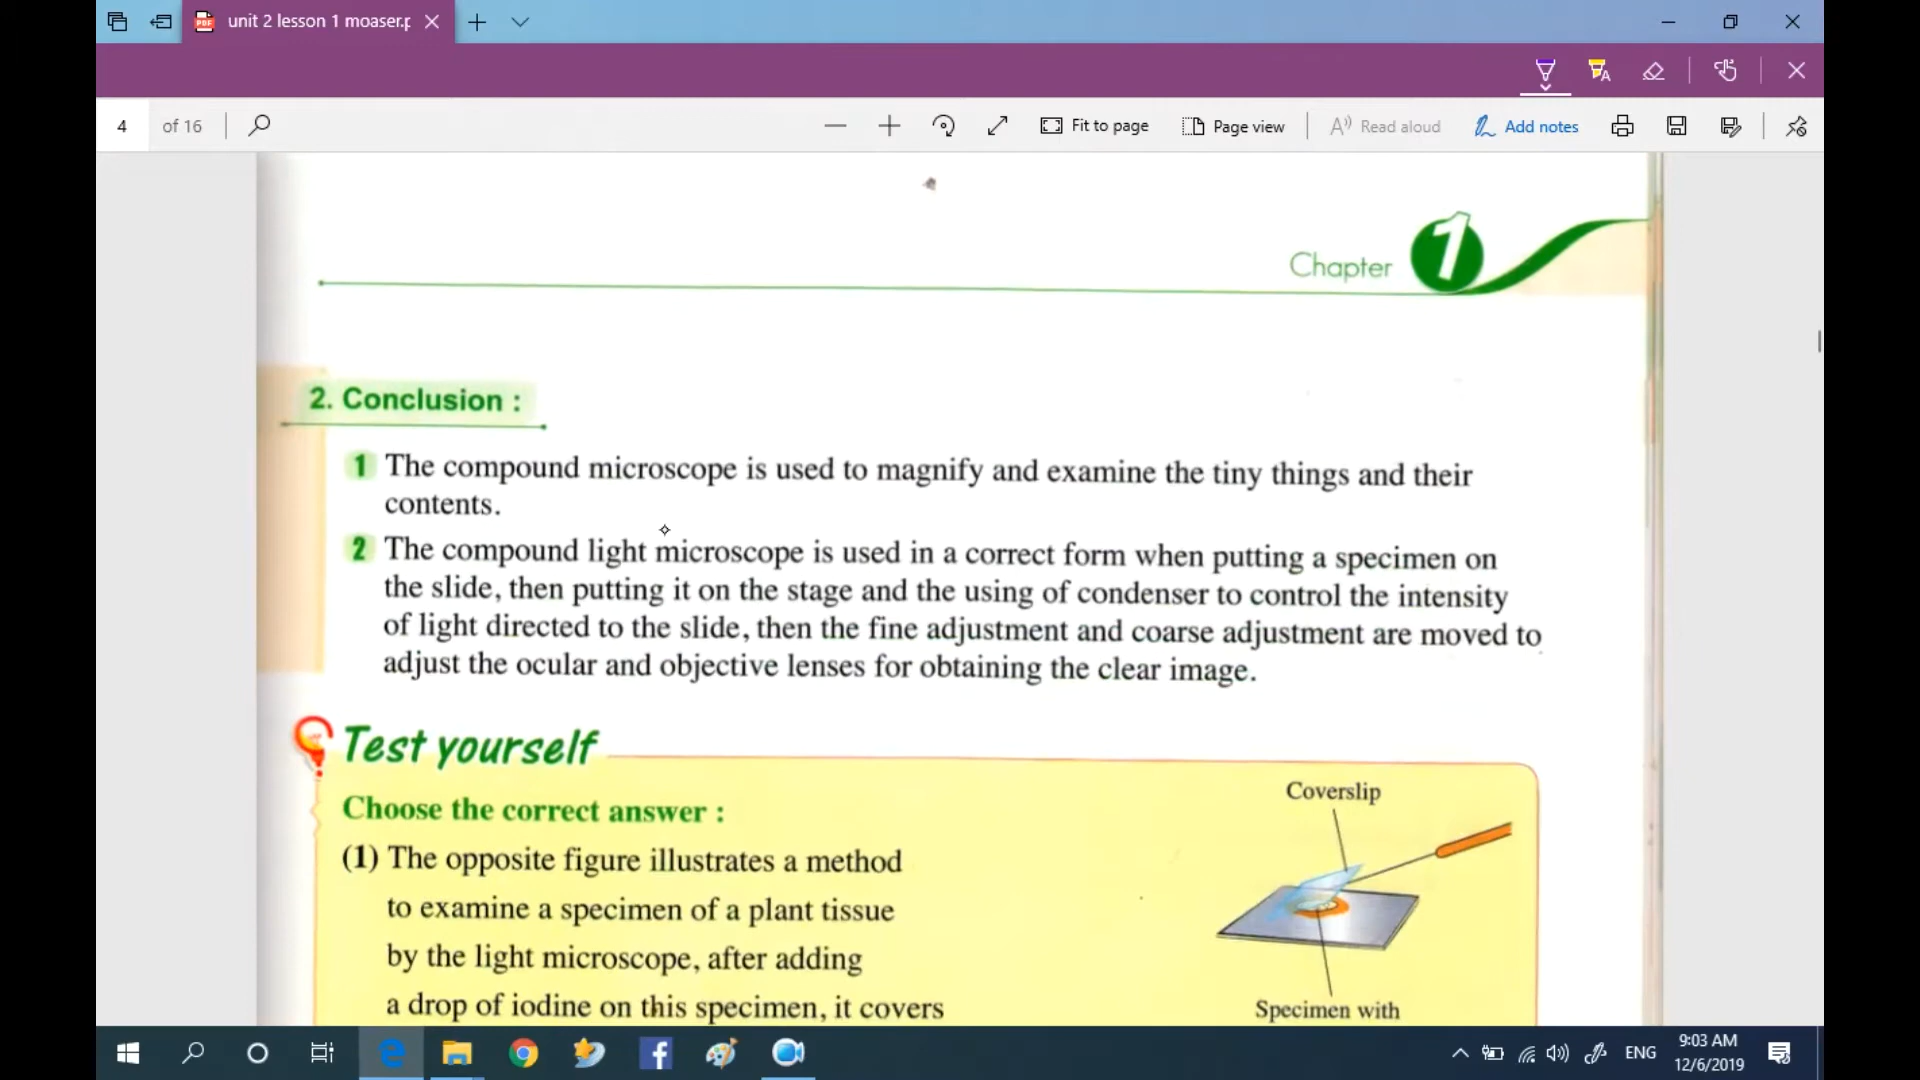 unit 2 lesson 1 moaser.p
4 of 16
Fit to page
Page view
Read aloud
Add notes
Chapter 1
2. Conclusion :
1 The compound microscope is used to magnify and examine the tiny things and their
contents.
2 The compound light microscope is used in a correct form when putting a specimen on
the slide, then putting it on the stage and the using of condenser to control the intensity
of light directed to the slide, then the fine adjustment and coarse adjustment are moved to
adjust the ocular and objective lenses for obtaining the clear image.
Test yourself
Choose the correct answer :
(1) The opposite figure illustrates a method
to examine a specimen of a plant tissue
by the light microscope, after adding
a drop of iodine on this specimen, it covers
Coverslip
Specimen with
ENG
9:03 AM
12/6/2019